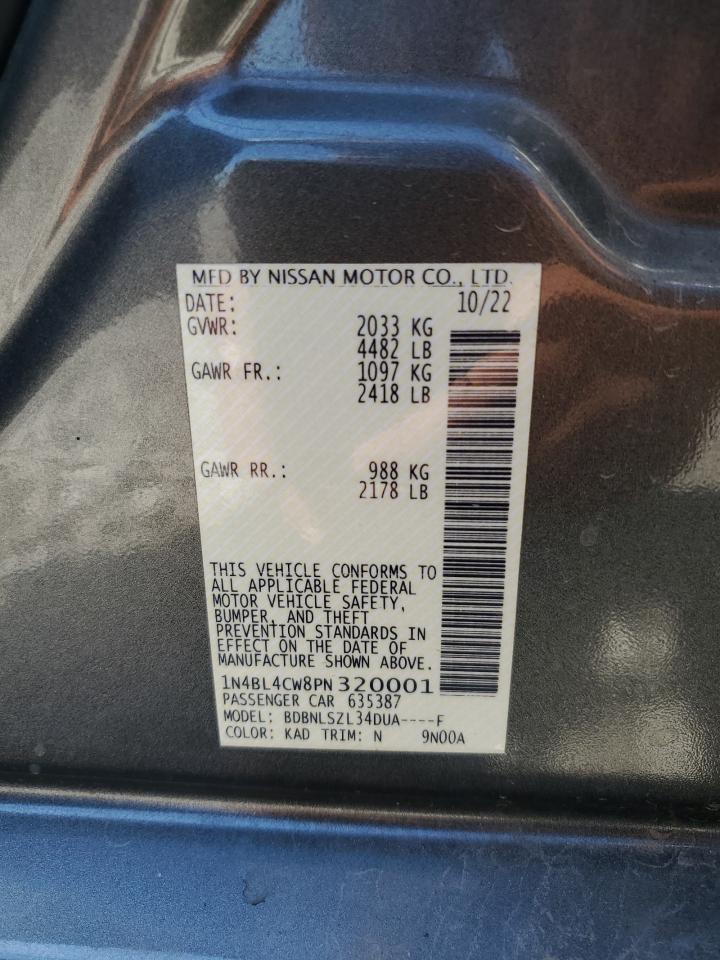 MFD BY NISSAN MOTOR CO., LTD.
DATE: 10/22
GVWR: 2033 KG
4482 LB
GAWR FR.: 1097 KG
2418 LB
GAWR RR.: 988 KG
2178 LB
THIS VEHICLE CONFORMS TO
ALL APPLICABLE FEDERAL
MOTOR VEHICLE SAFETY,
BUMPER, AND THEFT
PREVENTION STANDARDS IN
EFFECT ON THE DATE OF
MANUFACTURE SHOWN ABOVE.
1N4BL4CW8PN320001
PASSENGER CAR 635387
MODEL: BDBNLSZL34DUA----F
COLOR: KAD TRIM: N 9N00A